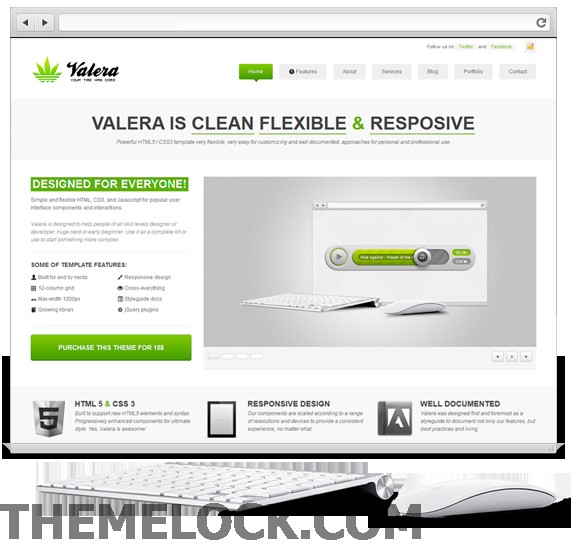 Follow us on Twitter and Facebook
Valera
YOUR TIME HAS COME
Home Features About Services Blog Portfolio Contact
VALERA IS CLEAN FLEXIBLE & RESPOSIVE
Powerful HTML5 / CSS3 template very flexible, very easy for customizing and well documented, approaches for personal and professional use.
DESIGNED FOR EVERYONE!
Simple and flexible HTML, CSS, and Javascript for popular user
interface components and interactions.
Valera is designed to help people of all skill levels designer or
developer, huge nerd or early beginner. Use it as a complete kit or
use to start something more complex.
SOME OF TEMPLATE FEATURES:
Built for and by nerds Responsive design
12-column grid Cross-everything
Max-width 1200px Styleguide docs
Growing library jQuery plugins
Rise against - Prayer of the
PURCHASE THIS THEME FOR 15$
HTML 5 & CSS 3
Built to support new HTML5 elements and syntax.
Progressively enhanced components for ultimate
style. Yes, Valera is awesome!
RESPONSIVE DESIGN
Our components are scaled according to a range
of resolutions and devices to provide a consistent
experience, no matter what.
WELL DOCUMENTED
Valera was designed first and foremost as a
styleguide to document not only our features, but
best practices and living.
THEMELOCK.COM